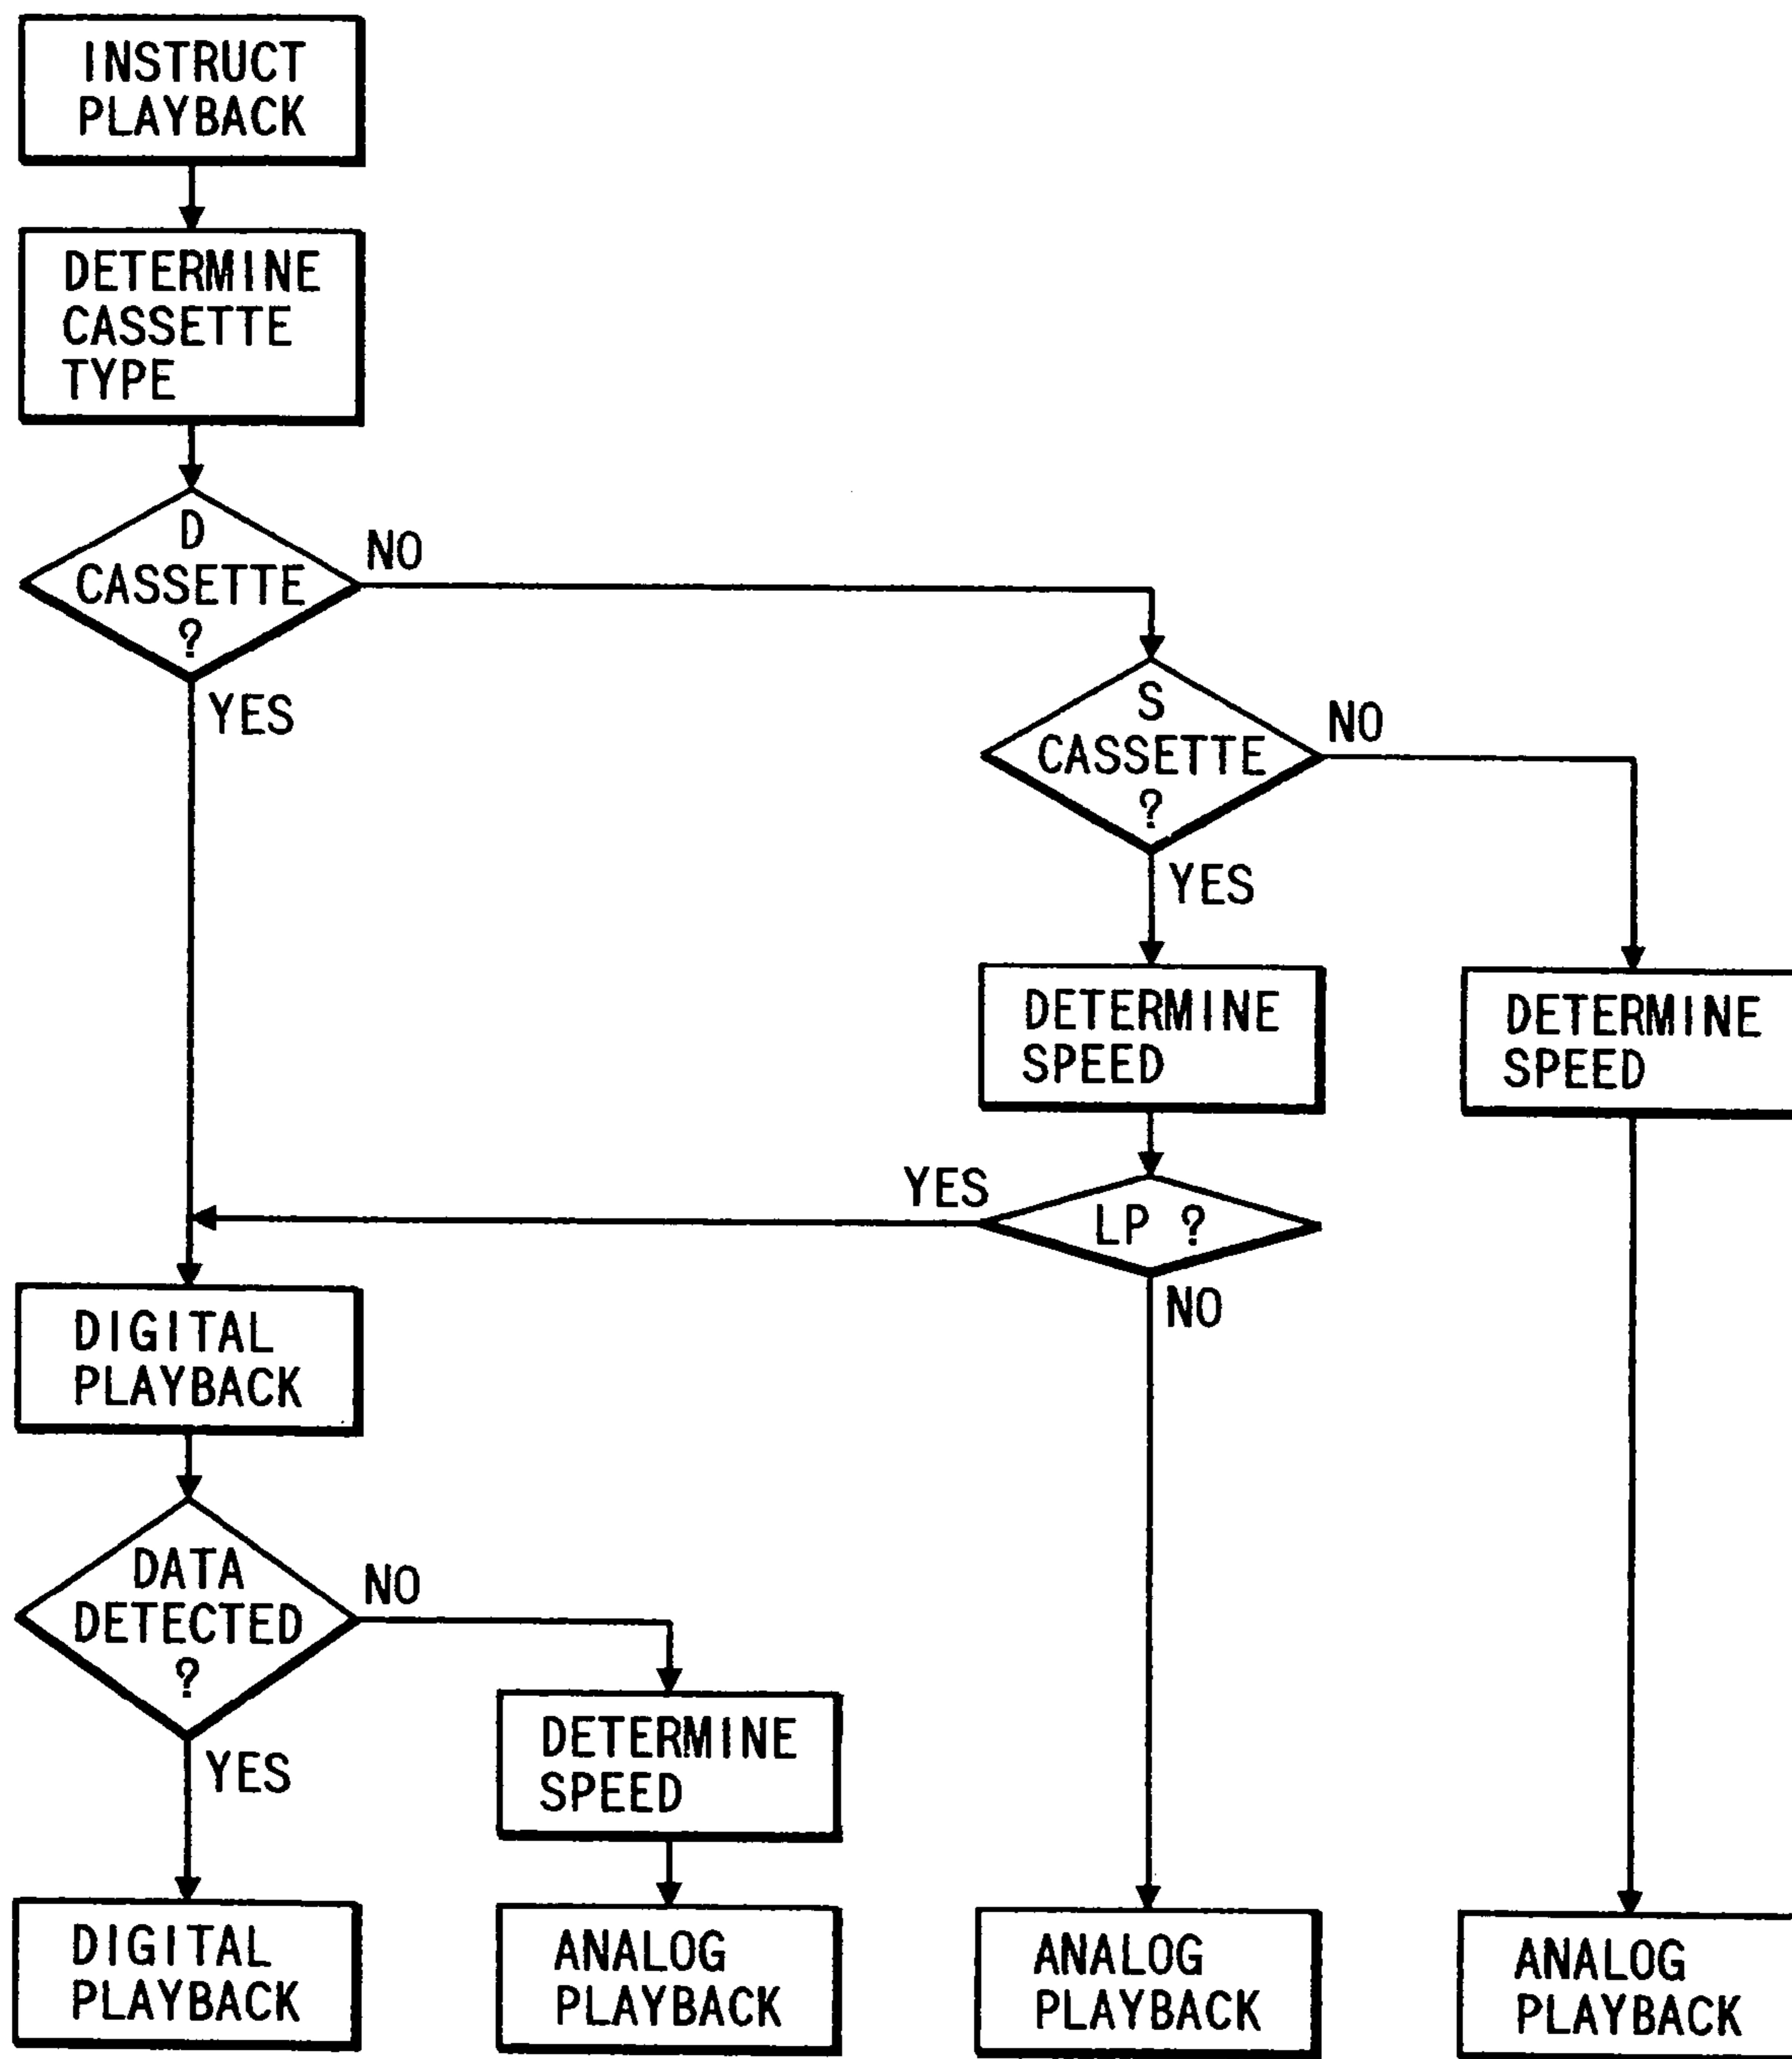 INSTRUCT
PLAYBACK
DETERMINE
CASSETTE
TYPE
D
CASSETTE
?
NO
YES
S
CASSETTE
?
NO
YES
DETERMINE
SPEED
DETERMINE
SPEED
LP ?
YES
NO
DIGITAL
PLAYBACK
DATA
DETECTED
?
NO
YES
DETERMINE
SPEED
DIGITAL
PLAYBACK
ANALOG
PLAYBACK
ANALOG
PLAYBACK
ANALOG
PLAYBACK